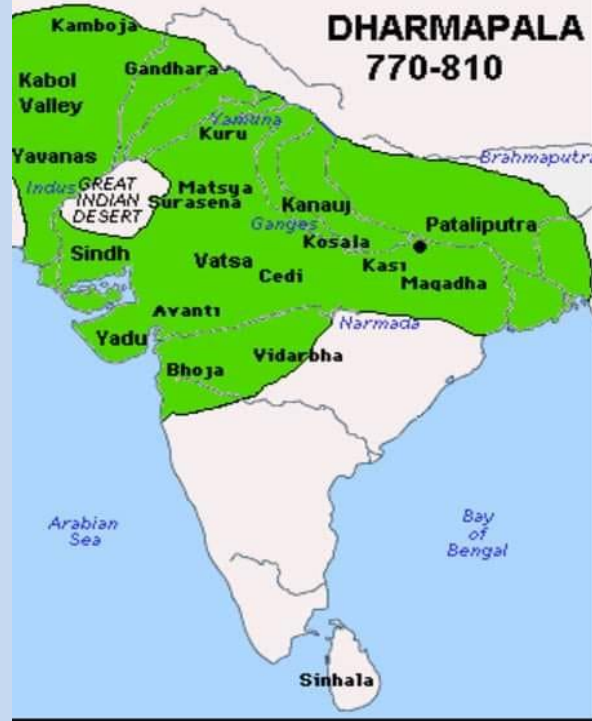 DHARMAPALA
770-810
Kamboja
Gandhara
Kabol
Valley
Yamuna
Kuru
Yavanas
Brahmaputra
Indus
GREAT
INDIAN
DESERT
Matsya
Surasena
Kanauj
Ganges
Pataliputra
Kosala
Sindh
Vatsa
Cedi
Kasi
Magadha
Avanti
Narmada
Yadu
Vidarbha
Bhoja
Arabian
Sea
Bay
of
Bengal
Sinhala